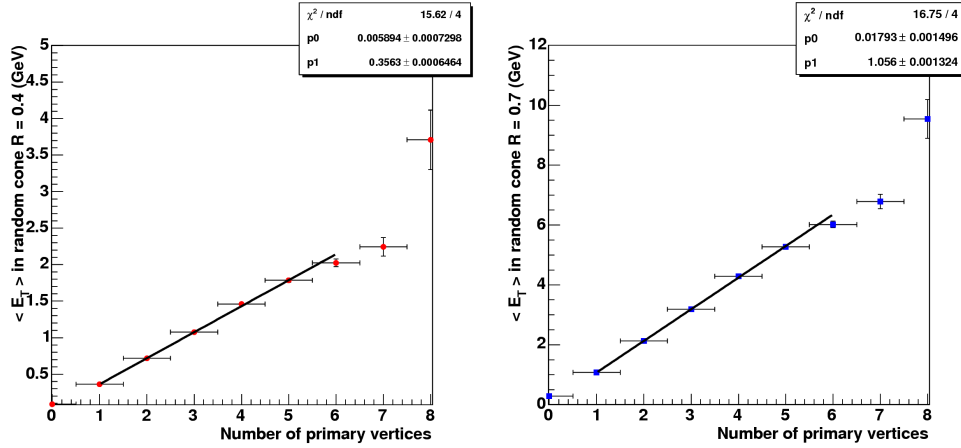 χ² / ndf 15.62 / 4
p0 0.005894 ± 0.0007298
p1 0.3563 ± 0.0006464
< E_T > in random cone R = 0.4 (GeV)
5
4.5
4
3.5
3
2.5
2
1.5
1
0.5
0 1 2 3 4 5 6 7 8
Number of primary vertices
χ² / ndf 16.75 / 4
p0 0.01793 ± 0.001496
p1 1.056 ± 0.001324
< E_T > in random cone R = 0.7 (GeV)
12
10
8
6
4
2
0
0 1 2 3 4 5 6 7 8
Number of primary vertices